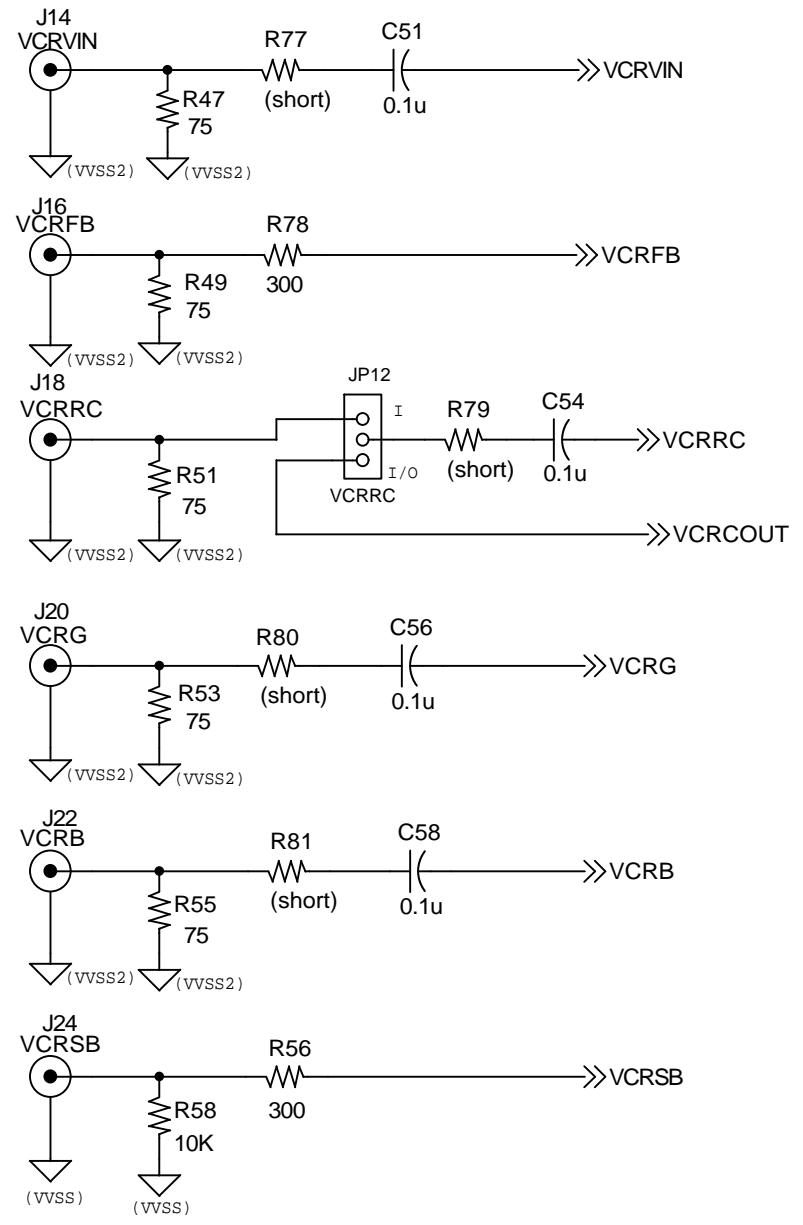 J14
VCRVIN
R77
C51
VCRVIN
R47
75
(short)
0.1u
(VVSS2)
(VVSS2)
J16
VCRFB
R78
VCRFB
R49
75
300
(VVSS2)
(VVSS2)
J18
VCRRC
JP12
I
R79
C54
VCRRC
R51
75
I/O
(short)
0.1u
VCRRC
(VVSS2)
(VVSS2)
VCRCOUT
J20
VCRG
R80
C56
VCRG
R53
75
(short)
0.1u
(VVSS2)
(VVSS2)
J22
VCRB
R81
C58
VCRB
R55
75
(short)
0.1u
(VVSS2)
(VVSS2)
J24
VCRSB
R56
VCRSB
R58
10K
300
(VVSS)
(VVSS)